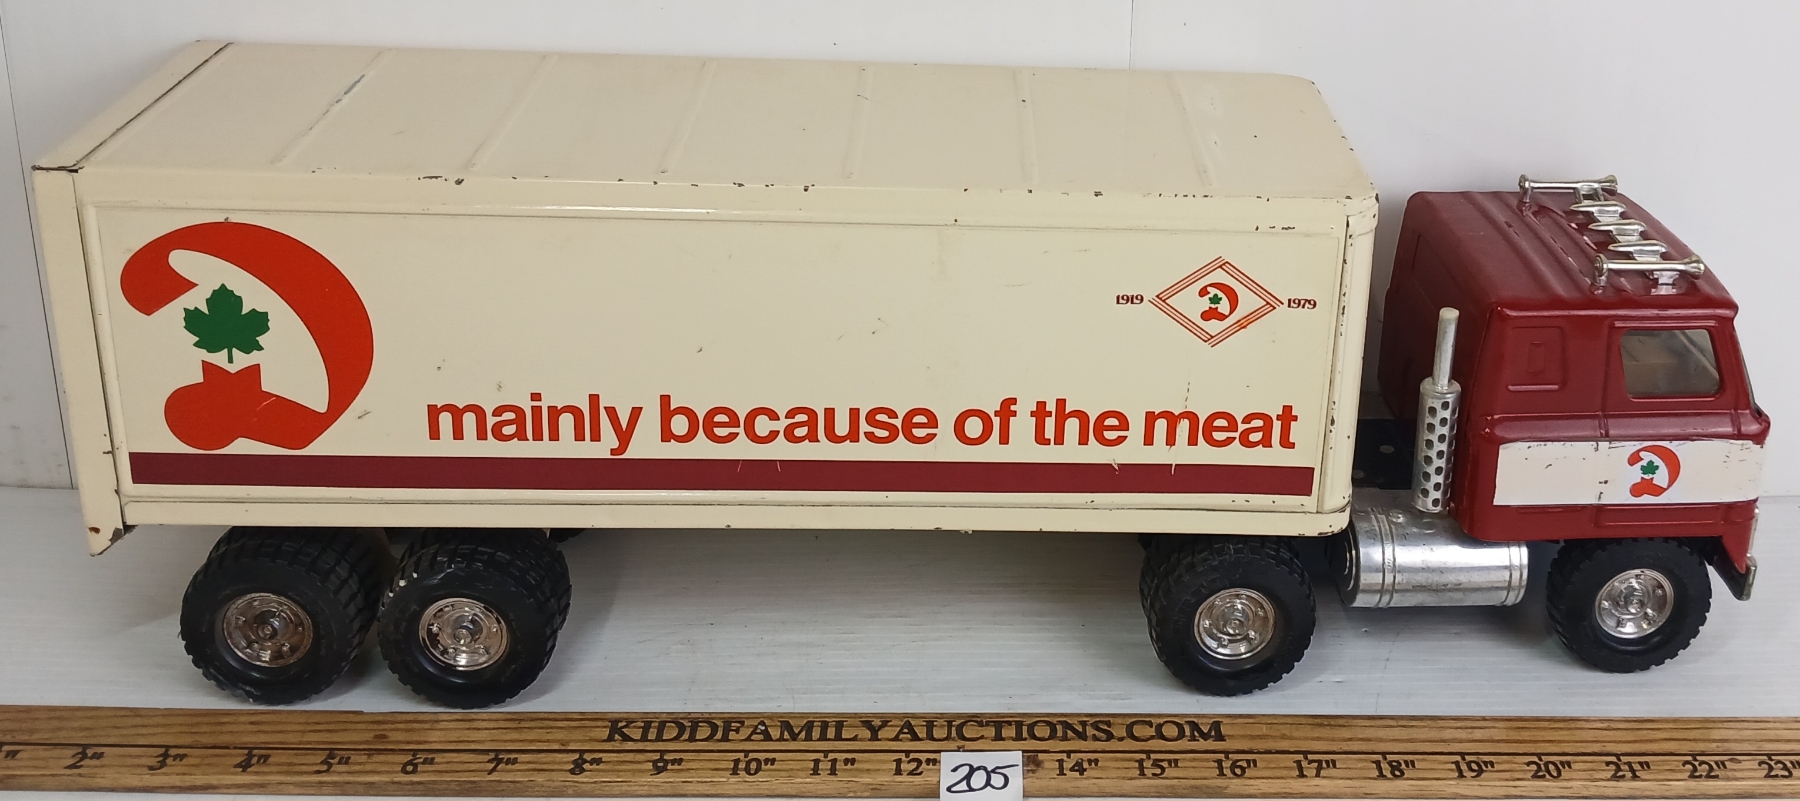 1919 1979
mainly because of the meat
KIDDFAMILYAUCTIONS.COM
2" 3" 4" 5" 6" 7" 8" 9" 10" 11" 12" 14" 15" 16" 17" 18" 19" 20" 21" 22" 23"
205